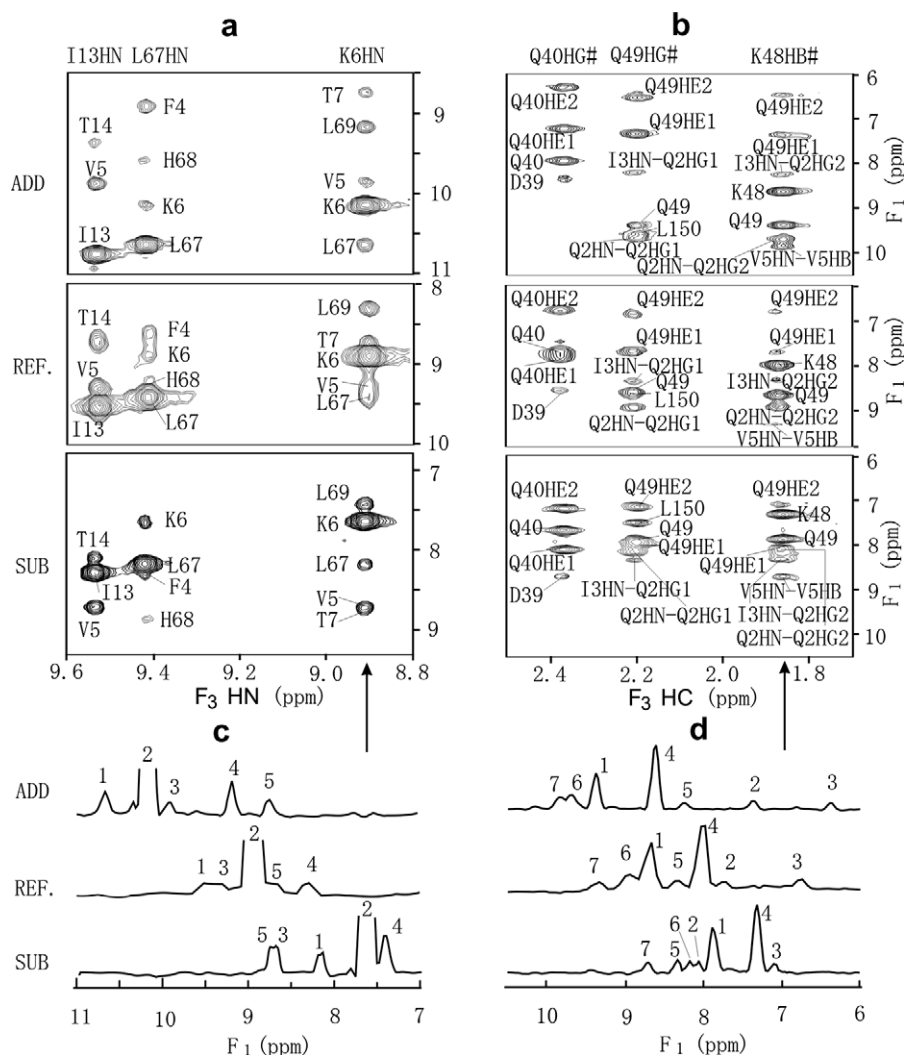 a
I13HN L67HN K6HN
ADD
T14
V5
I13
F4
H68
K6
L67
T7
L69
V5
K6
L67
9
10
11
F1 (ppm)
REF.
T14
V5
I13
F4
K6
H68
L67
L69
T7
K6
V5
L67
8
9
10
SUB
T14
I13
V5
K6
L67
F4
H68
L69
K6
L67
V5
T7
7
8
9
9.6 9.4 9.2 9.0 8.8
F3 HN (ppm)
b
Q40HG# Q49HG# K48HB#
Q40HE2
Q40HE1
Q40
D39
Q49HE2
Q49HE1
I3HN-Q2HG1
Q49
L150
Q2HN-Q2HG1
Q49HE2
Q49HE1
I3HN-Q2HG2
K48
Q49
V5HN-V5HB
Q2HN-Q2HG2
6
7
8
9
10
F1 (ppm)
Q40HE2
Q40
Q40HE1
D39
Q49HE2
Q49HE1
I3HN-Q2HG1
Q49
L150
Q2HN-Q2HG1
Q49HE2
Q49HE1
K48
I3HN-Q2HG2
Q49
Q2HN-Q2HG2
V5HN-V5HB
7
8
9
F1 (ppm)
Q40HE2
Q40
Q40HE1
D39
Q49HE2
L150
Q49
Q49HE1
I3HN-Q2HG1
Q2HN-Q2HG1
Q49HE2
K48
Q49
Q49HE1
V5HN-V5HB
I3HN-Q2HG2
Q2HN-Q2HG2
6
7
8
9
10
F1 (ppm)
2.4 2.2 2.0 1.8
F3 HC (ppm)
c
ADD
1 2 3 4 5
REF.
1 3 2 5 4
SUB
5 3 1 2 4
11 10 9 8 7
F1 (ppm)
d
7 6 1 4 5 2 3
7 6 1 5 4 2 3
7 5 6 2 1 4 3
10 9 8 7 6
F1 (ppm)